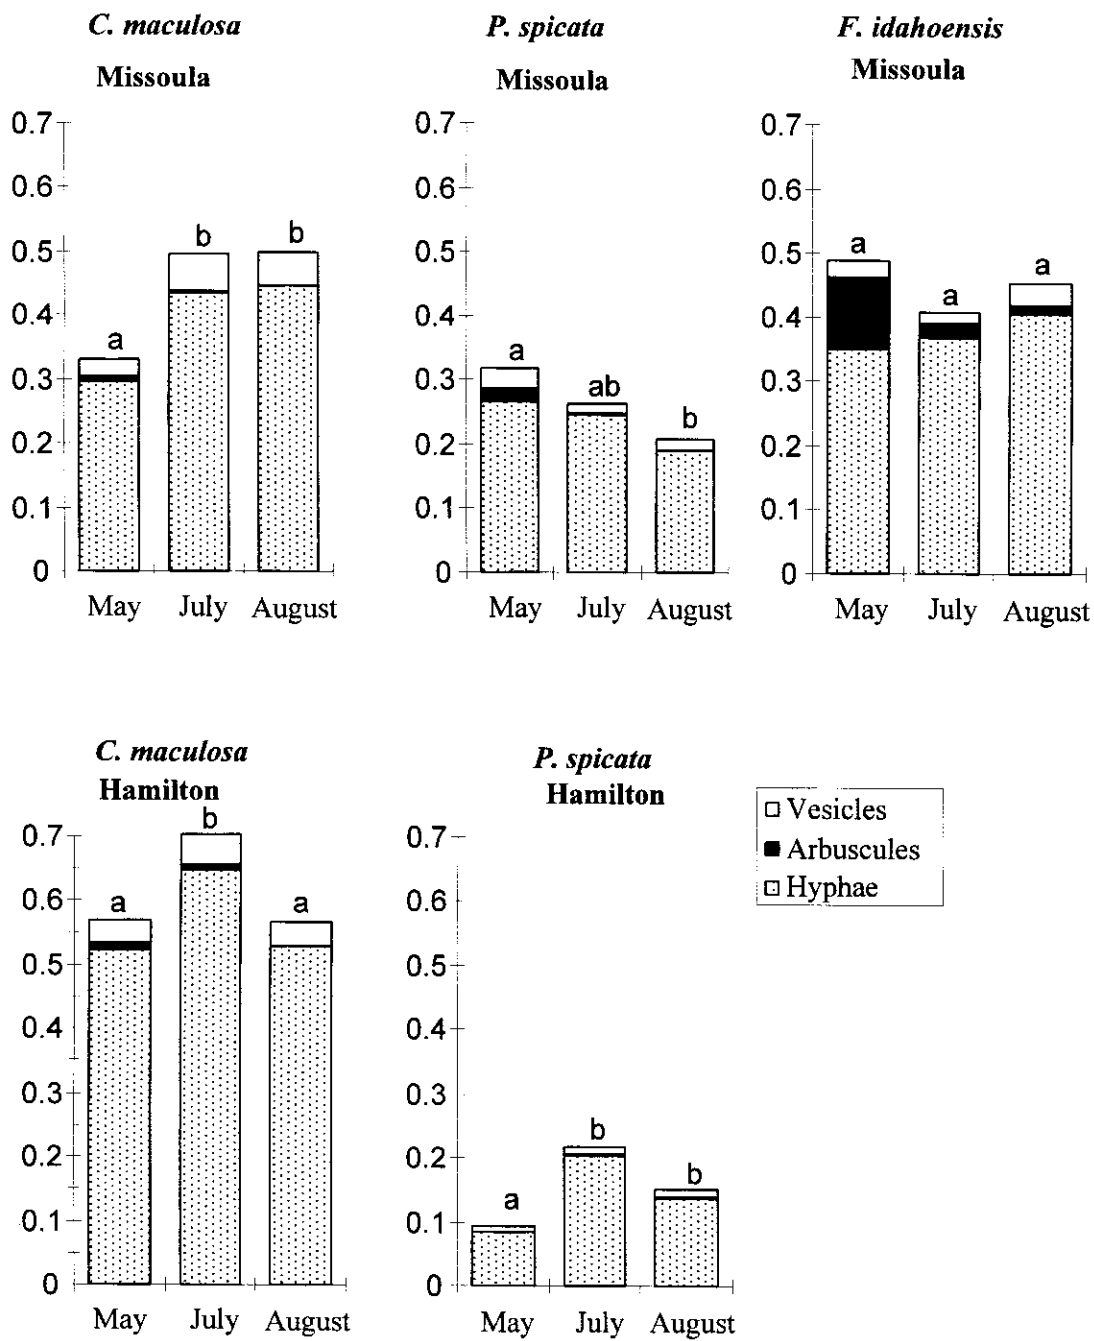 C. maculosa
Missoula
0.7
0.6
0.5
0.4
0.3
0.2
0.1
0
a
b
b
May July August
P. spicata
Missoula
0.7
0.6
0.5
0.4
0.3
0.2
0.1
0
a
ab
b
May July August
F. idahoensis
Missoula
0.7
0.6
0.5
0.4
0.3
0.2
0.1
0
a
a
a
May July August
C. maculosa
Hamilton
0.7
0.6
0.5
0.4
0.3
0.2
0.1
0
a
b
a
May July August
P. spicata
Hamilton
0.7
0.6
0.5
0.4
0.3
0.2
0.1
0
a
b
b
May July August
Vesicles
Arbuscules
Hyphae